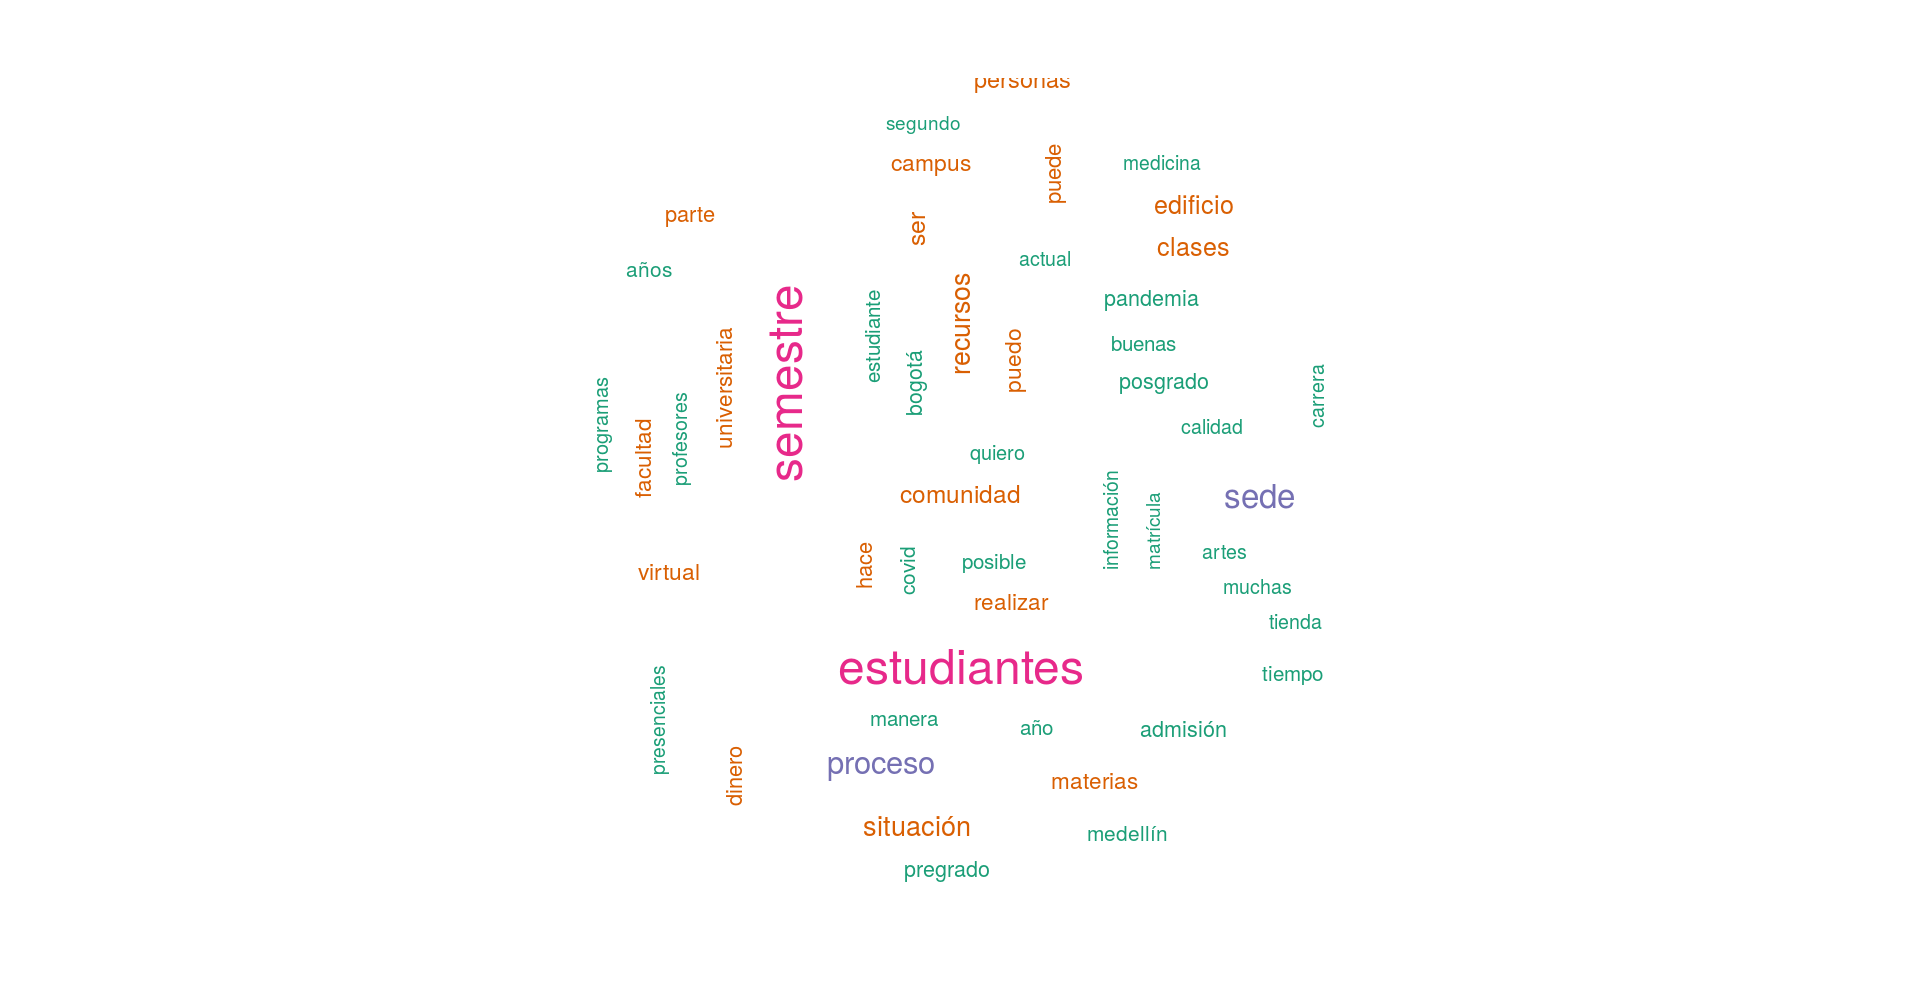 personas
segundo
campus
puede
medicina
edificio
parte
ser
clases
actual
años
recursos
semestre
estudiante
pandemia
universitaria
bogotá
puedo
buenas
posgrado
carrera
programas
facultad
profesores
calidad
quiero
comunidad
información
matrícula
sede
artes
hace
covid
posible
virtual
muchas
realizar
tienda
estudiantes
tiempo
presenciales
manera
año
admisión
proceso
dinero
materias
situación
medellín
pregrado